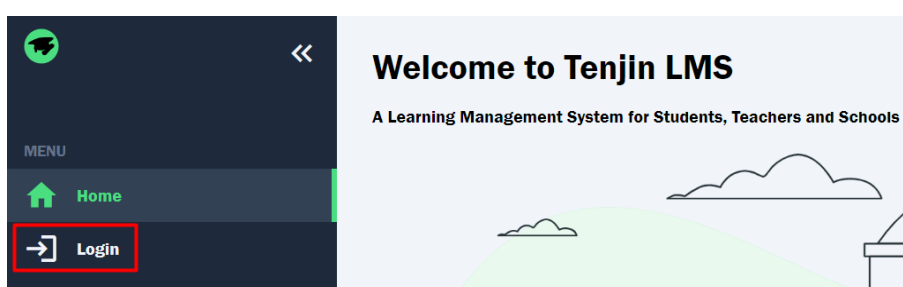 Welcome to Tenjin LMS
A Learning Management System for Students, Teachers and Schools
MENU
Home
Login